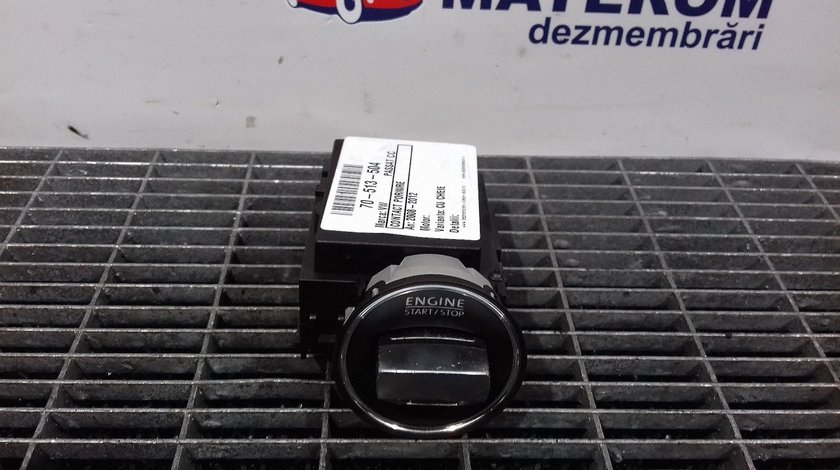 MATEROM
dezmembrări
70-513-504
Marca: VW PASSAT CC
CONTACT PORNIRE
An: 2008-2012
Motor:
Varianta: CU CHEIE
Detalii:
ENGINE
START/STOP